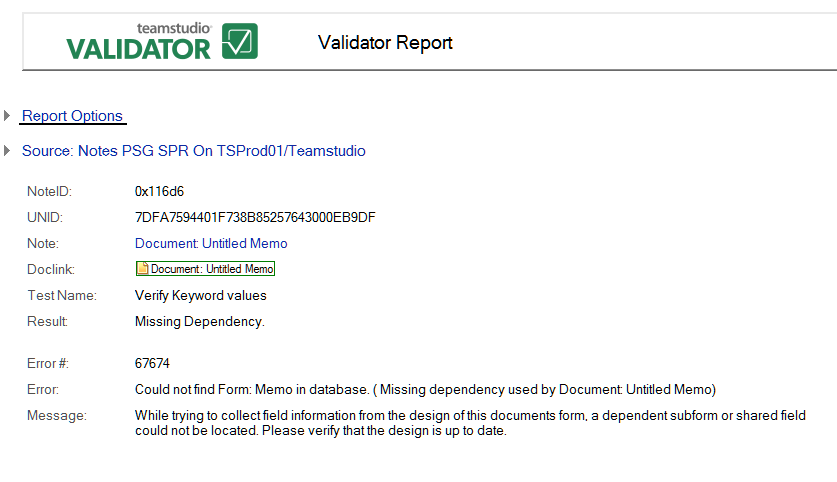 teamstudio
VALIDATOR
Validator Report
Report Options
Source: Notes PSG SPR On TSProd01/Teamstudio
NoteID: 0x116d6
UNID: 7DFA7594401F738B85257643000EB9DF
Note: Document: Untitled Memo
Doclink: Document: Untitled Memo
Test Name: Verify Keyword values
Result: Missing Dependency.
Error #: 67674
Error: Could not find Form: Memo in database. ( Missing dependency used by Document: Untitled Memo)
Message: While trying to collect field information from the design of this documents form, a dependent subform or shared field
could not be located. Please verify that the design is up to date.